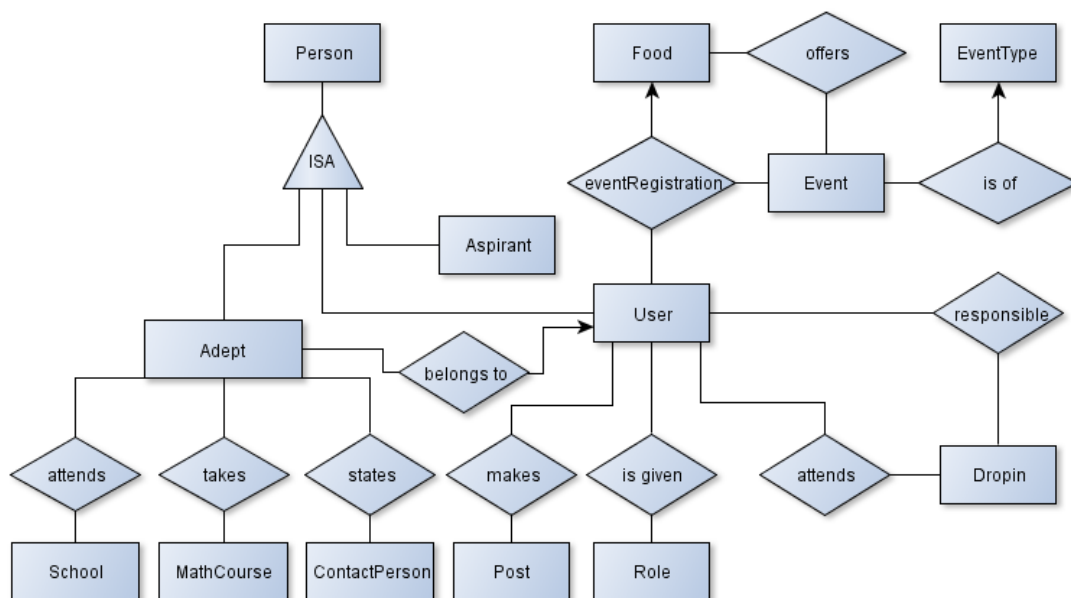 Person
Food
offers
EventType
ISA
eventRegistration
Event
is of
Aspirant
User
responsible
Adept
belongs to
attends
takes
states
makes
is given
attends
Dropin
School
MathCourse
ContactPerson
Post
Role